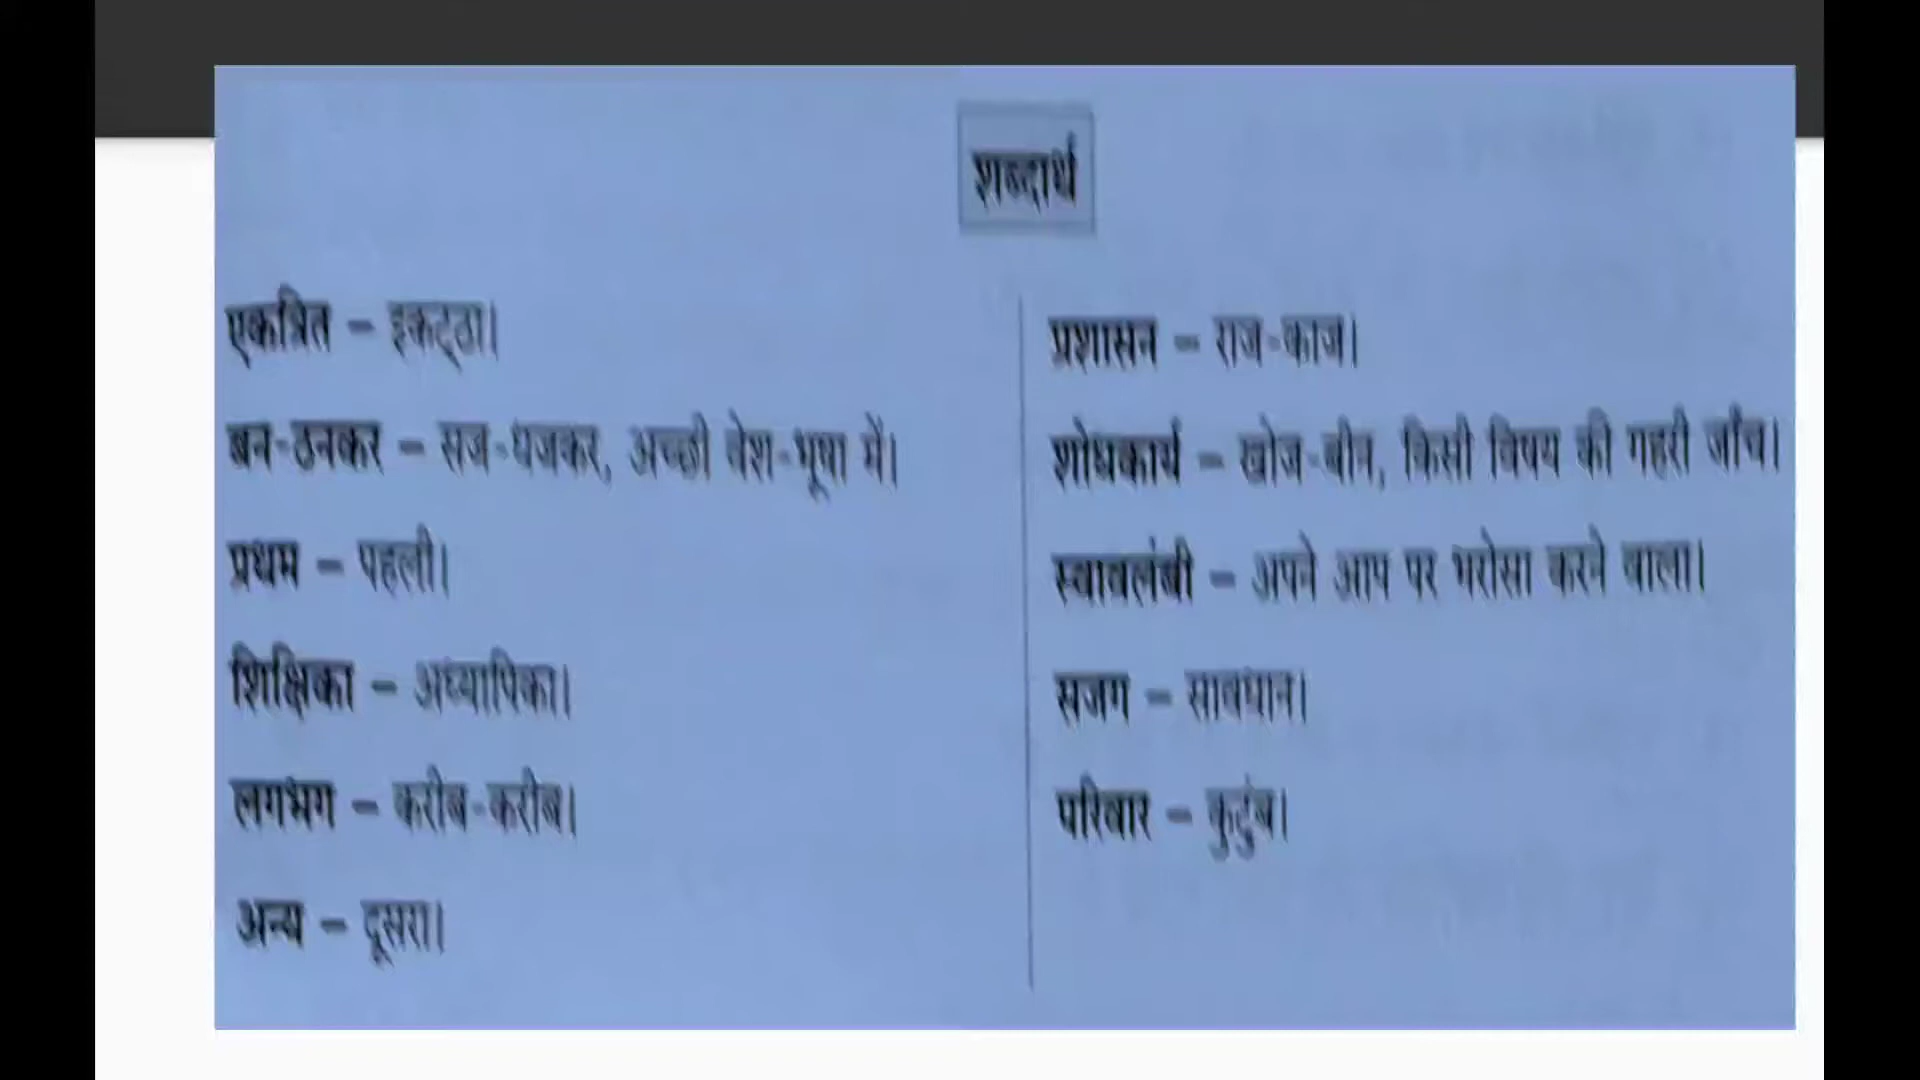 शब्दार्थ
एकत्रित – इकट्ठा।
बन-ठनकर – सज-धजकर, अच्छी वेश-भूषा में।
प्रथम – पहली।
शिक्षिका – अध्यापिका।
लगभग – करीब-करीब।
अन्य – दूसरा।
प्रशासन – राज-काज।
शोधकार्य – खोज-बीन, किसी विषय की गहरी जाँच।
स्वावलंबी – अपने आप पर भरोसा करने वाला।
सजग – सावधान।
परिवार – कुटुंब।